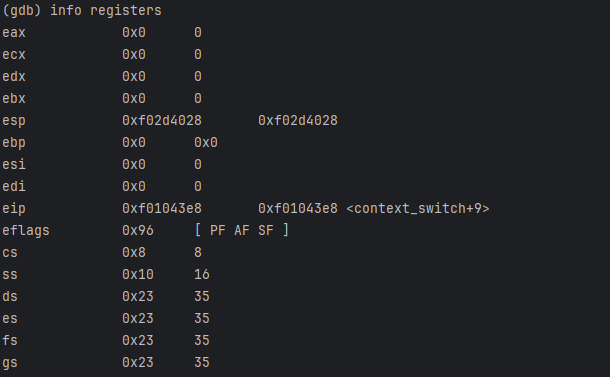 (gdb) info registers
eax            0x0      0
ecx            0x0      0
edx            0x0      0
ebx            0x0      0
esp            0xf02d4028       0xf02d4028
ebp            0x0      0x0
esi            0x0      0
edi            0x0      0
eip            0xf01043e8       0xf01043e8 <context_switch+9>
eflags         0x96     [ PF AF SF ]
cs             0x8      8
ss             0x10     16
ds             0x23     35
es             0x23     35
fs             0x23     35
gs             0x23     35